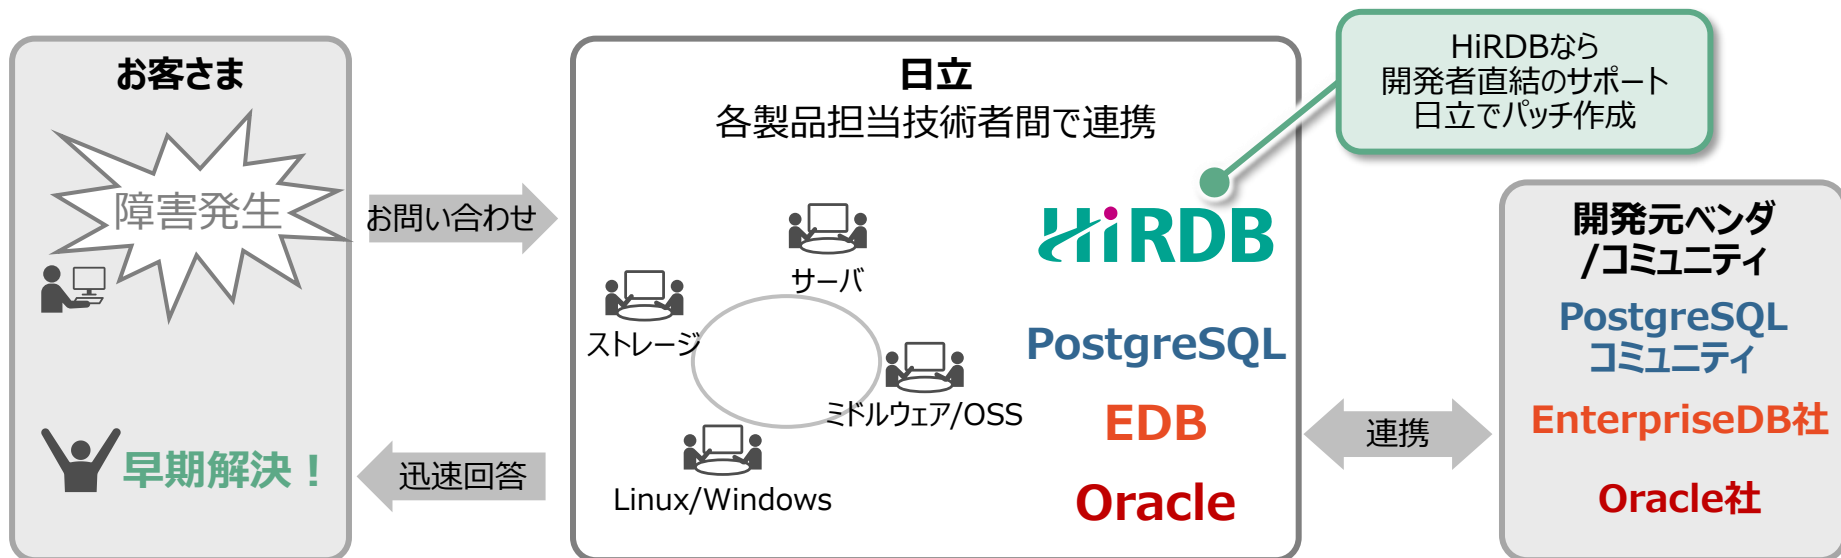 お客さま
障害発生
早期解決！
お問い合わせ
迅速回答
日立
各製品担当技術者間で連携
サーバ
ストレージ
ミドルウェア/OSS
Linux/Windows
HiRDB
PostgreSQL
EDB
Oracle
HiRDBなら
開発者直結のサポート
日立でパッチ作成
連携
開発元ベンダ
/コミュニティ
PostgreSQL
コミュニティ
EnterpriseDB社
Oracle社